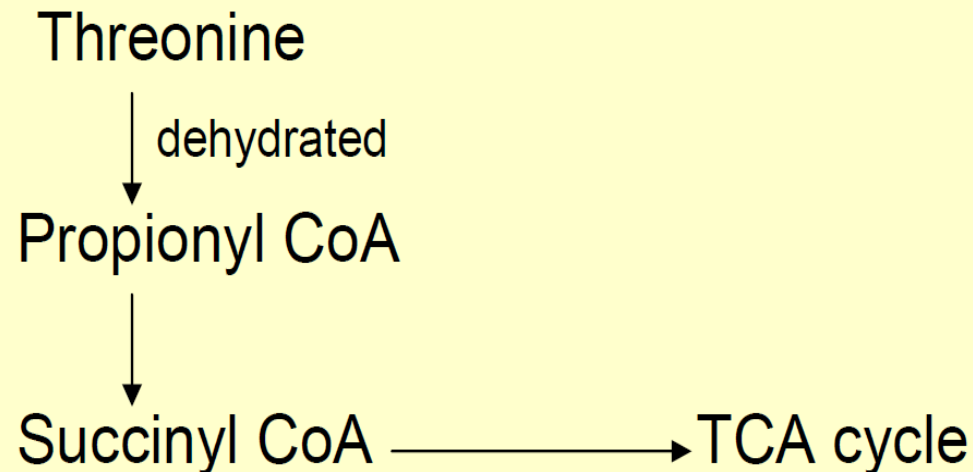 Threonine
dehydrated
Propionyl CoA
Succinyl CoA
TCA cycle